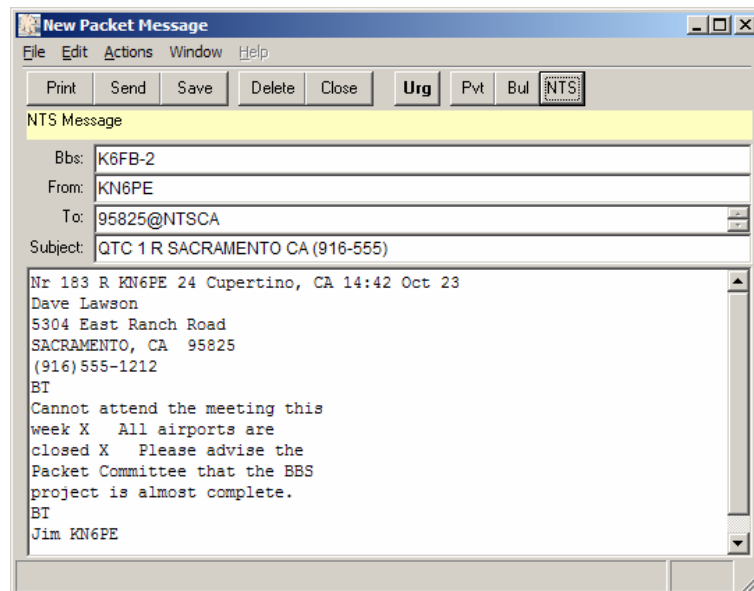 New Packet Message
File Edit Actions Window Help
Print Send Save Delete Close Urg Pvt Bul NTS
NTS Message
Bbs: K6FB-2
From: KN6PE
To: 95825@NTSCA
Subject: QTC 1 R SACRAMENTO CA (916-555)
Nr 183 R KN6PE 24 Cupertino, CA 14:42 Oct 23
Dave Lawson
5304 East Ranch Road
SACRAMENTO, CA  95825
(916)555-1212
BT
Cannot attend the meeting this
week X   All airports are
closed X   Please advise the
Packet Committee that the BBS
project is almost complete.
BT
Jim KN6PE